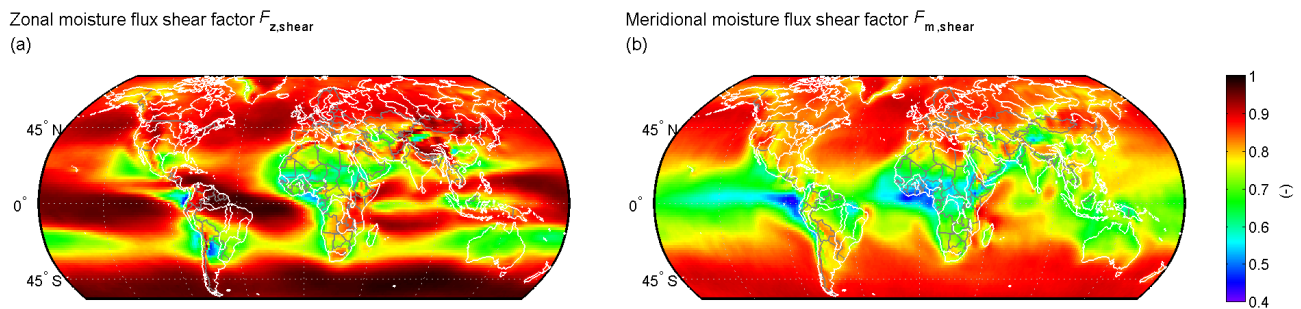 Zonal moisture flux shear factor Fz,shear
(a)
45° N
0°
45° S
Meridional moisture flux shear factor Fm,shear
(b)
45° N
0°
45° S
1
0.9
0.8
0.7
0.6
0.5
0.4
(-)